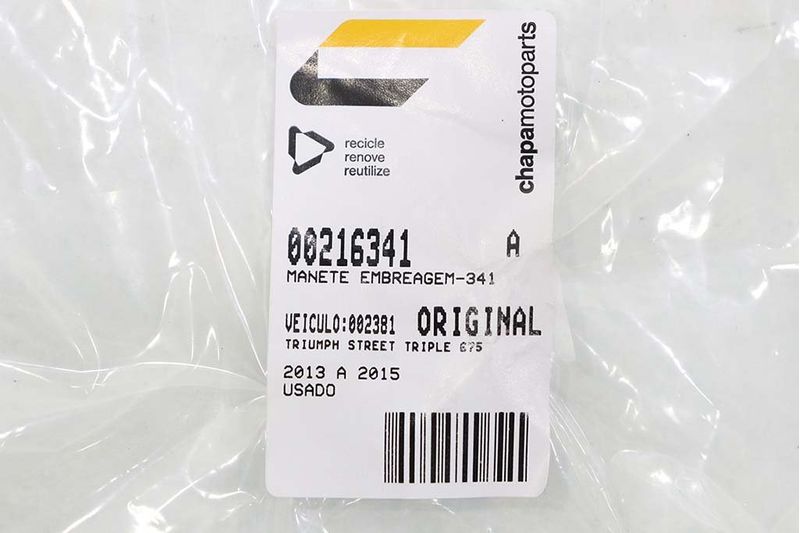 chapamotoparts
recicle
renove
reutilize
00216341 A
MANETE EMBREAGEM-341
VEICULO:002381 ORIGINAL
TRIUMPH STREET TRIPLE 675
2013 A 2015
USADO